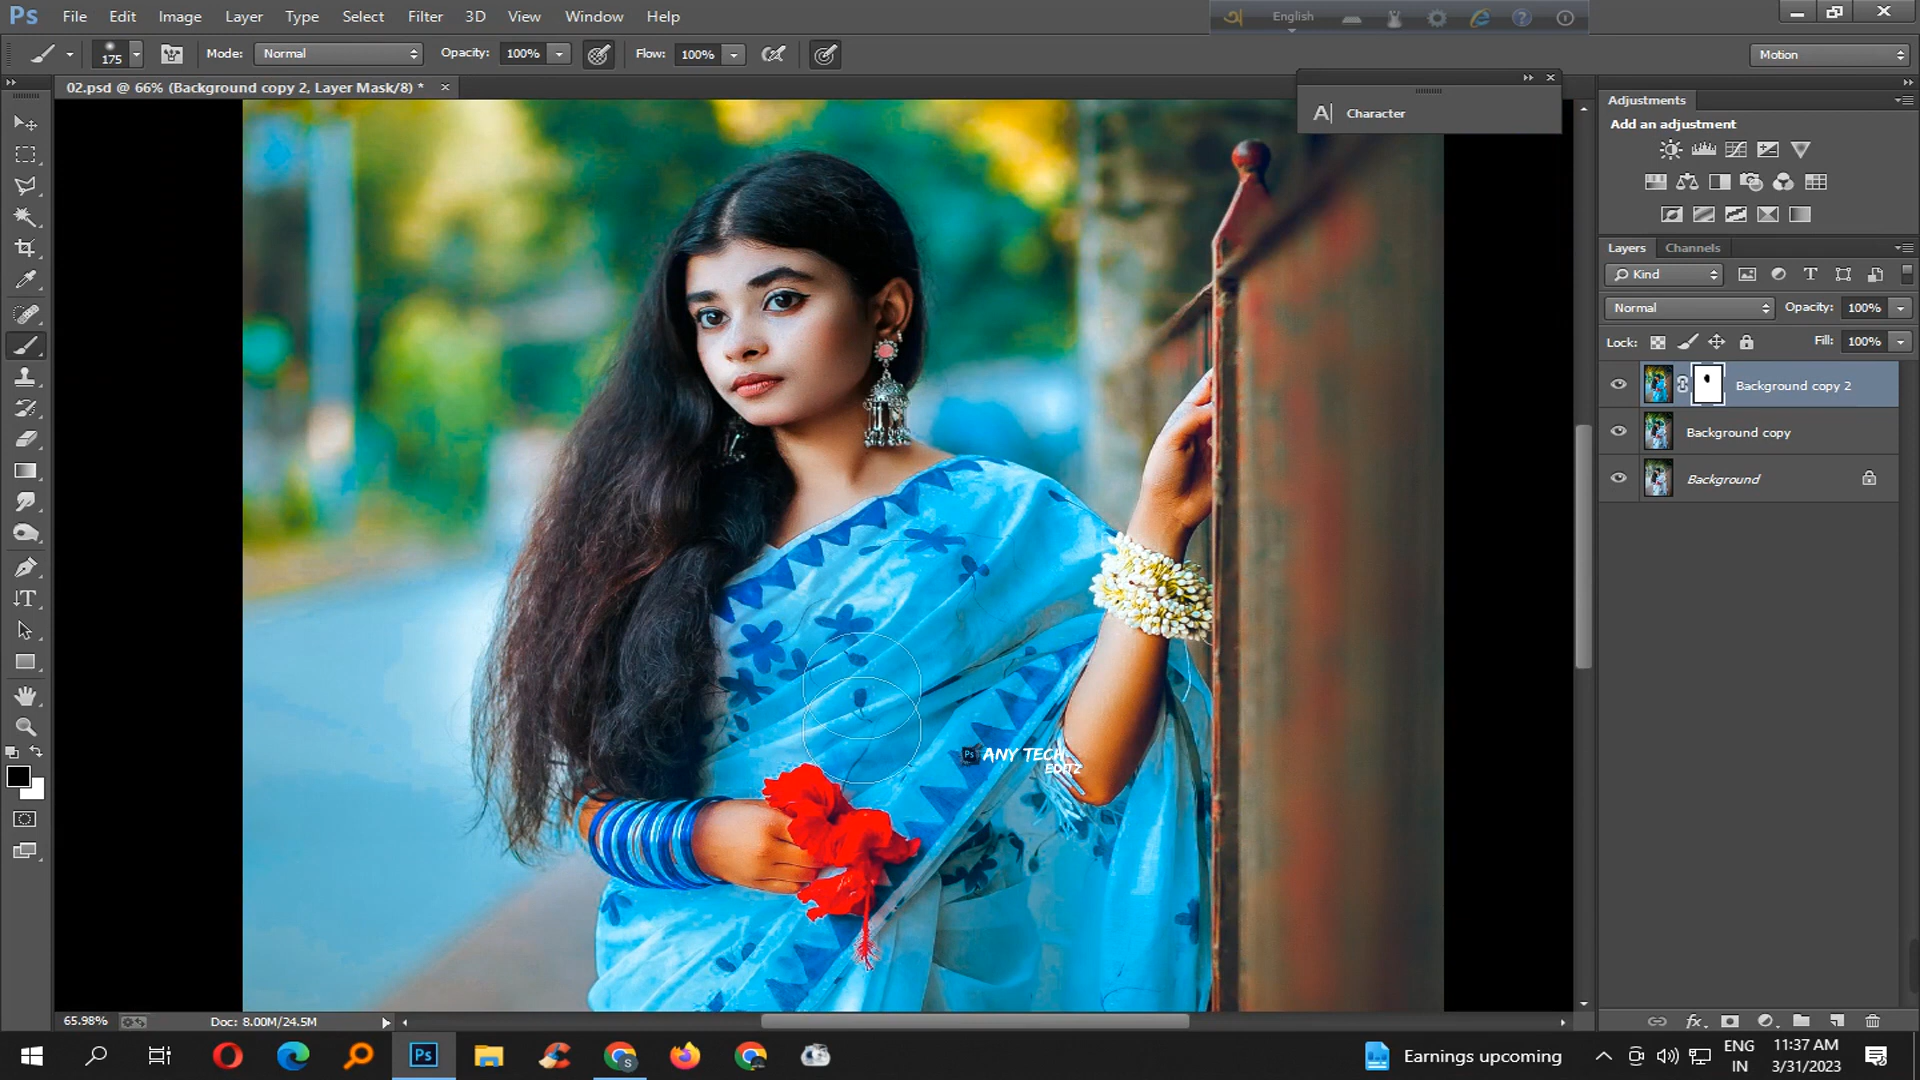 Ps File Edit Image Layer Type Select Filter 3D View Window Help
অ English
175 Mode: Normal Opacity: 100% Flow: 100% Motion
02.psd @ 66% (Background copy 2, Layer Mask/8) *
A Character
Adjustments
Add an adjustment
Layers Channels
Kind
Normal Opacity: 100%
Lock: Fill: 100%
Background copy 2
Background copy
Background
Ps ANY TECH
EDITZ
65.98% Doc: 8.00M/24.5M
Ps S Earnings upcoming ENG 11:37 AM
IN 3/31/2023